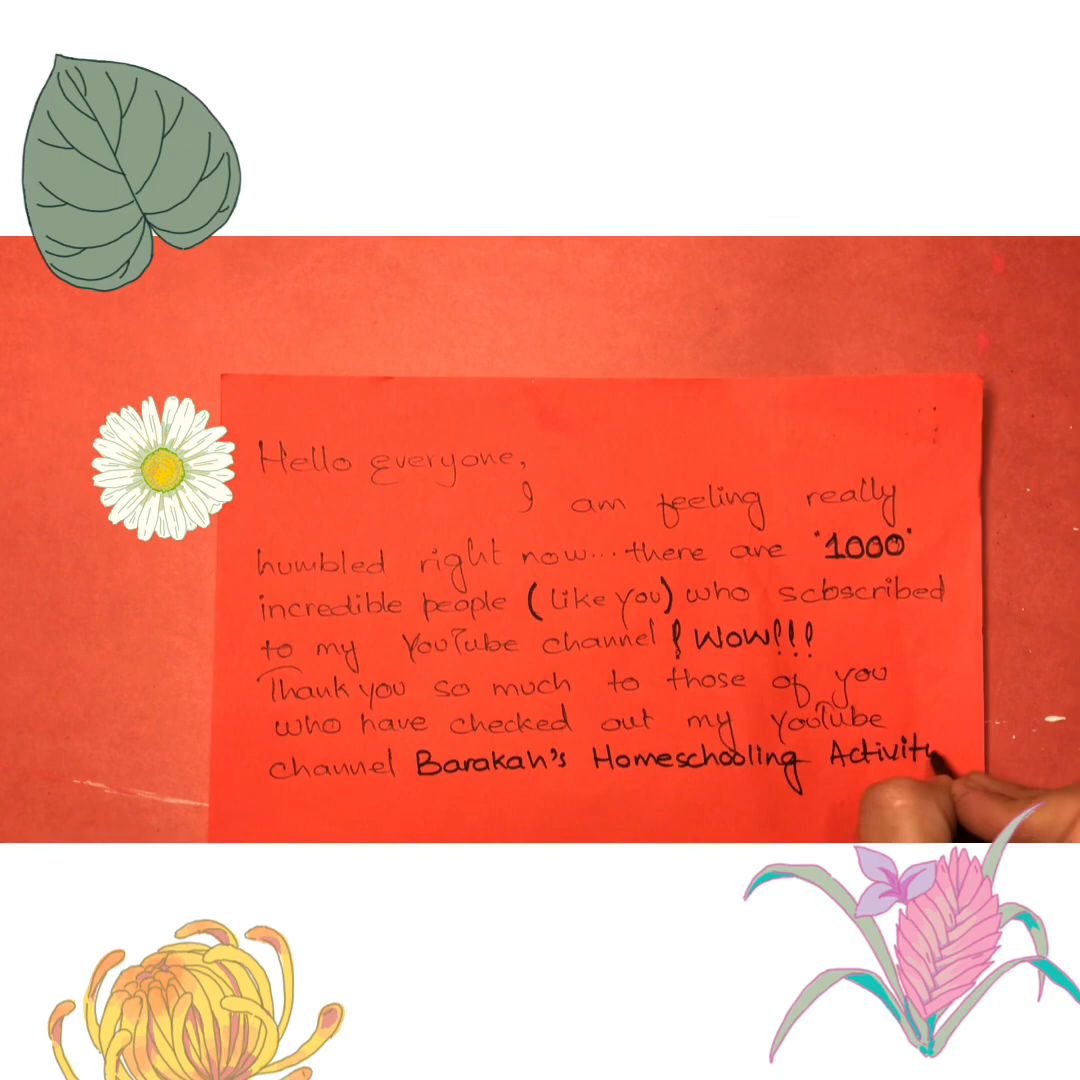 Hello everyone,
I am feeling really
humbled right now... there are "1000"
incredible people (like you) who scbscribed
to my YouTube channel! WOW!!!
Thank you so much to those of you
who have checked out my YouTube
channel Barakah's Homeschooling Activiti